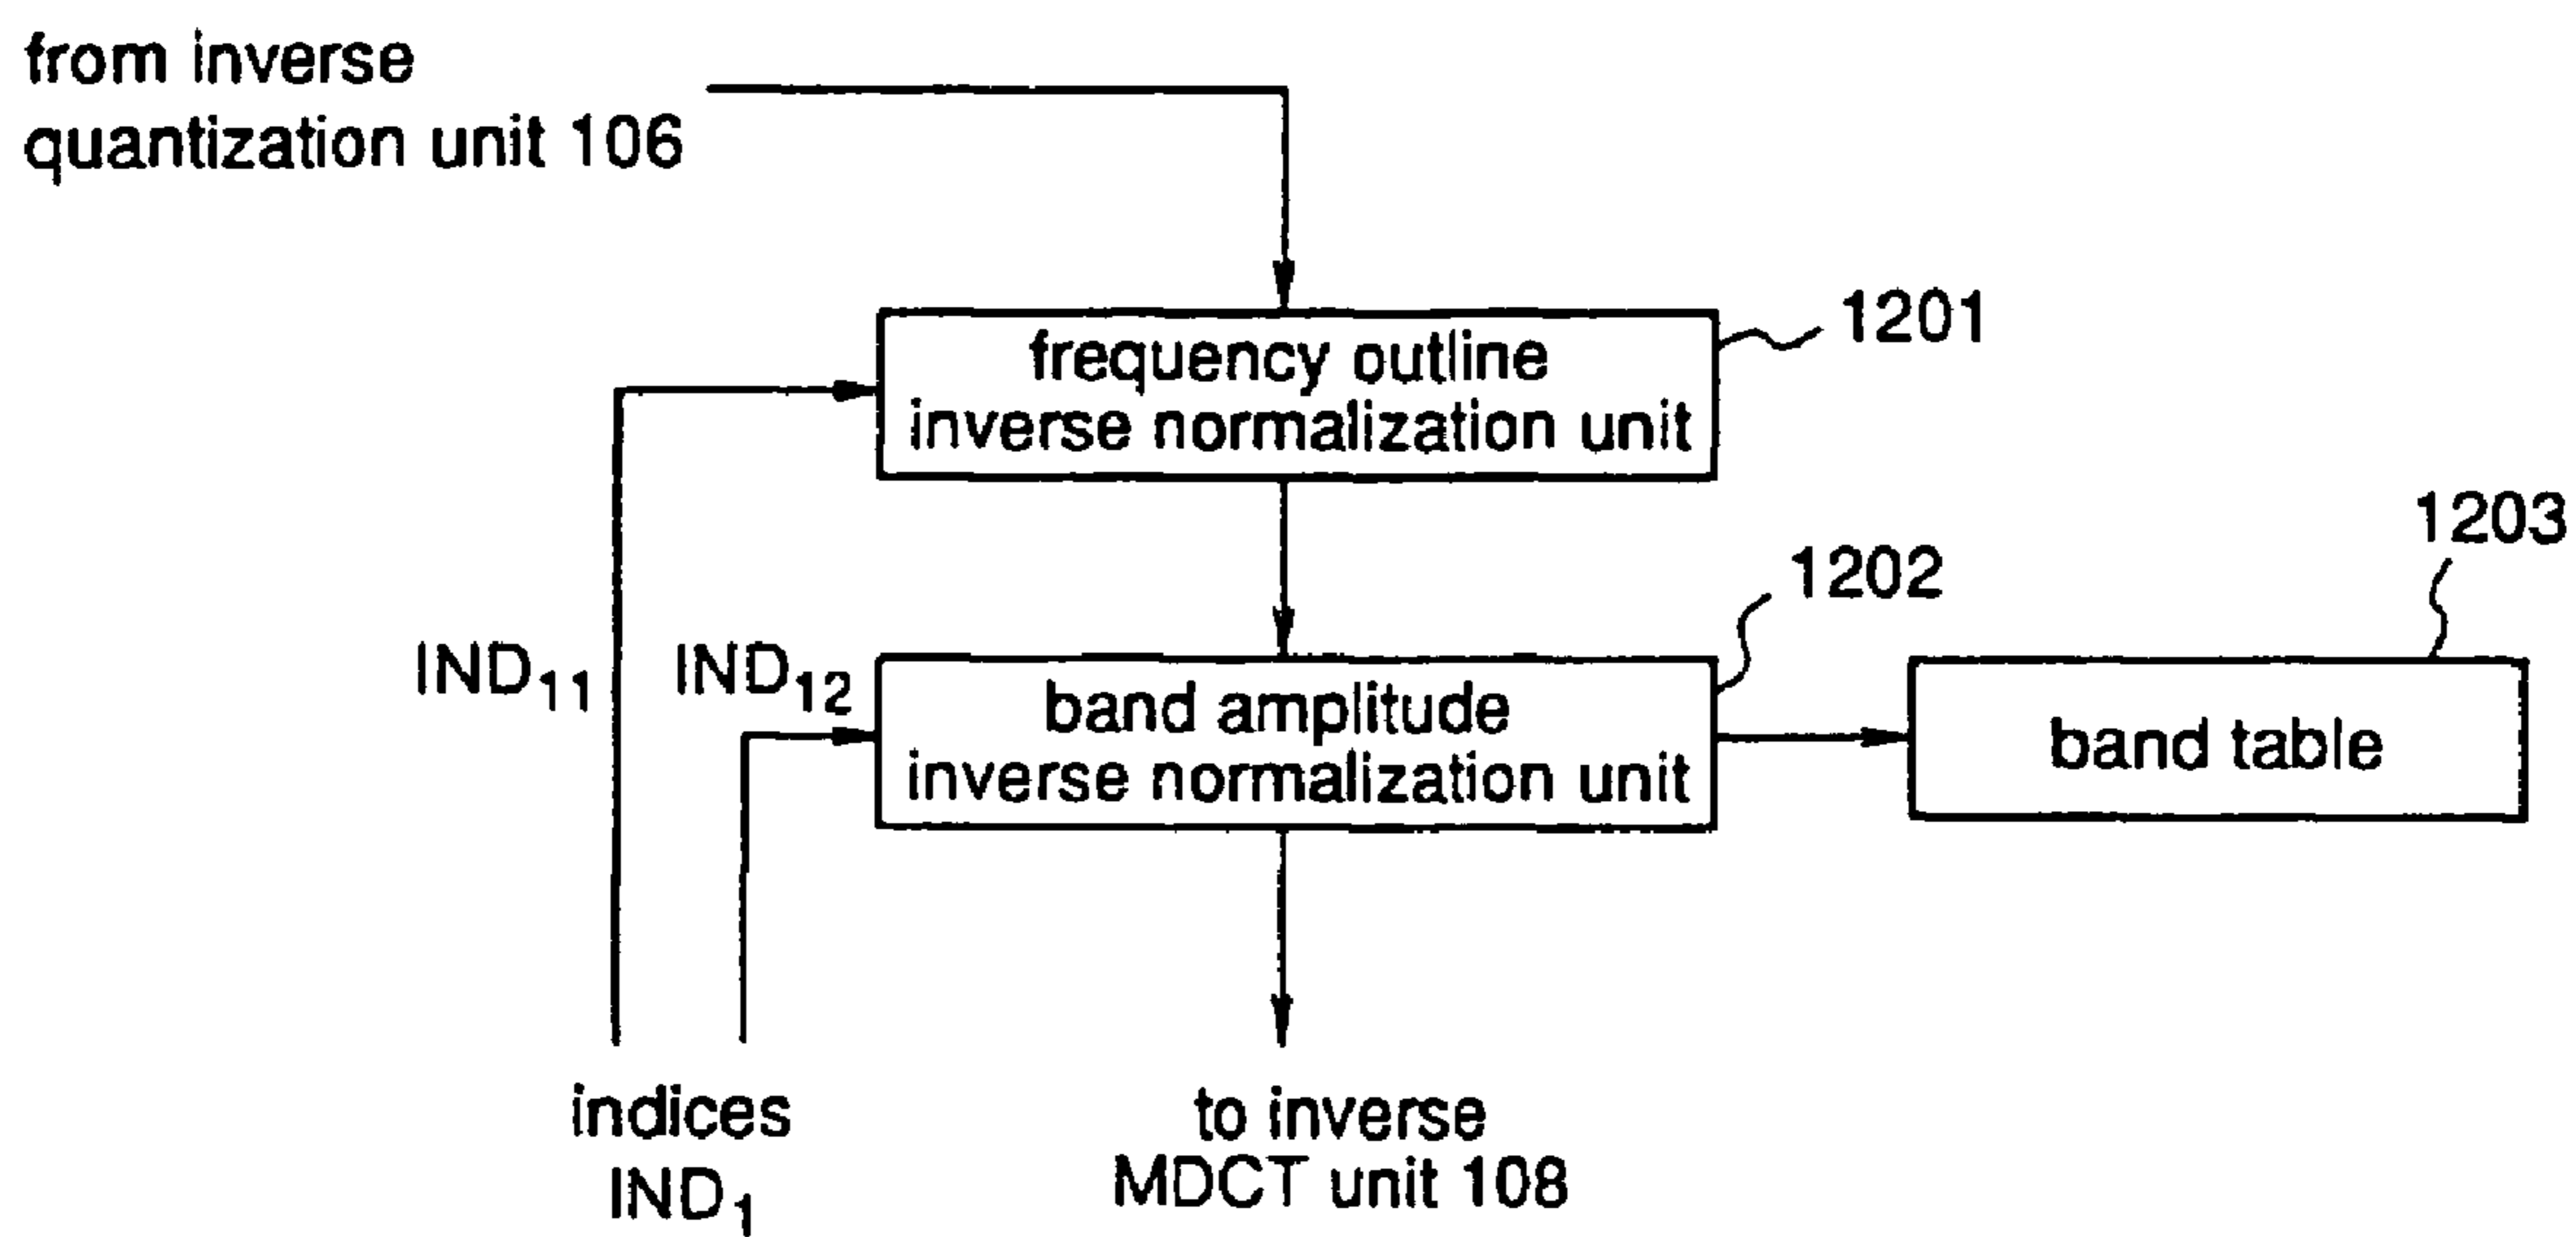 from inverse
quantization unit 106
1201
frequency outline
inverse normalization unit
1203
1202
IND11
IND12
band amplitude
inverse normalization unit
band table
indices
IND1
to inverse
MDCT unit 108